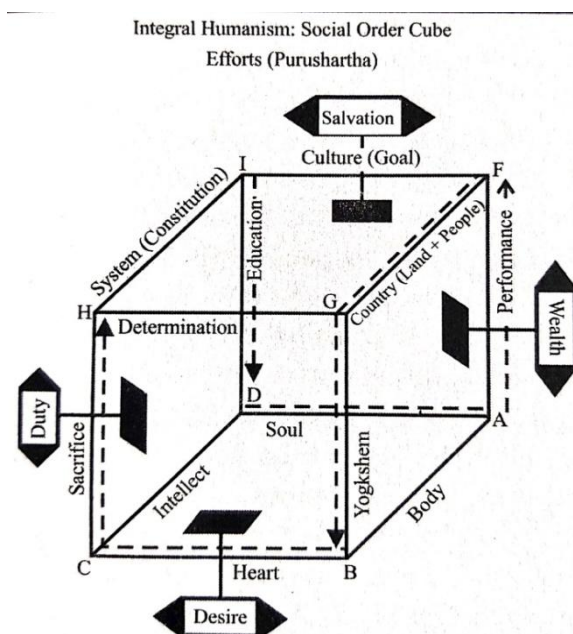 Integral Humanism: Social Order Cube
Efforts (Purushartha)
Salvation
Culture (Goal)
I
F
System (Constitution)
Education
Country (Land + People)
Performance
H
Determination
G
Wealth
Duty
Sacrifice
D
Soul
A
Intellect
Yogkshem
Body
C
Heart
B
Desire